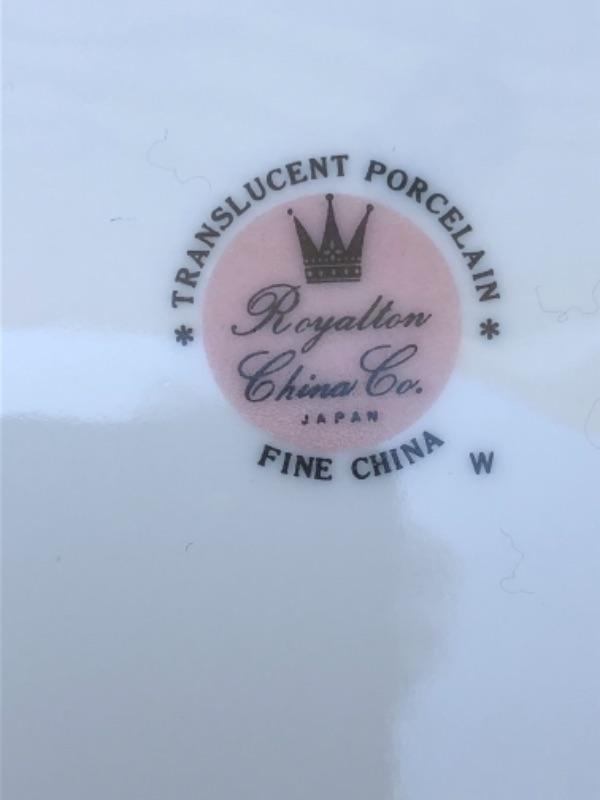 * TRANSLUCENT PORCELAIN *
Royalton
China Co.
JAPAN
FINE CHINA
W